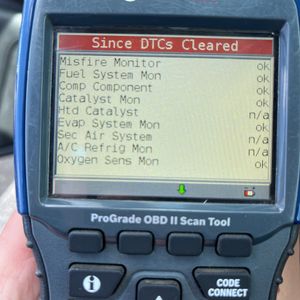 Since DTCs Cleared
Misfire Monitor ok
Fuel System Mon ok
Comp Component ok
Catalyst Mon ok
Htd Catalyst n/a
Evap System Mon ok
Sec Air System n/a
A/C Refrig Mon n/a
Oxygen Sens Mon ok
ProGrade OBD II Scan Tool
CODE
CONNECT